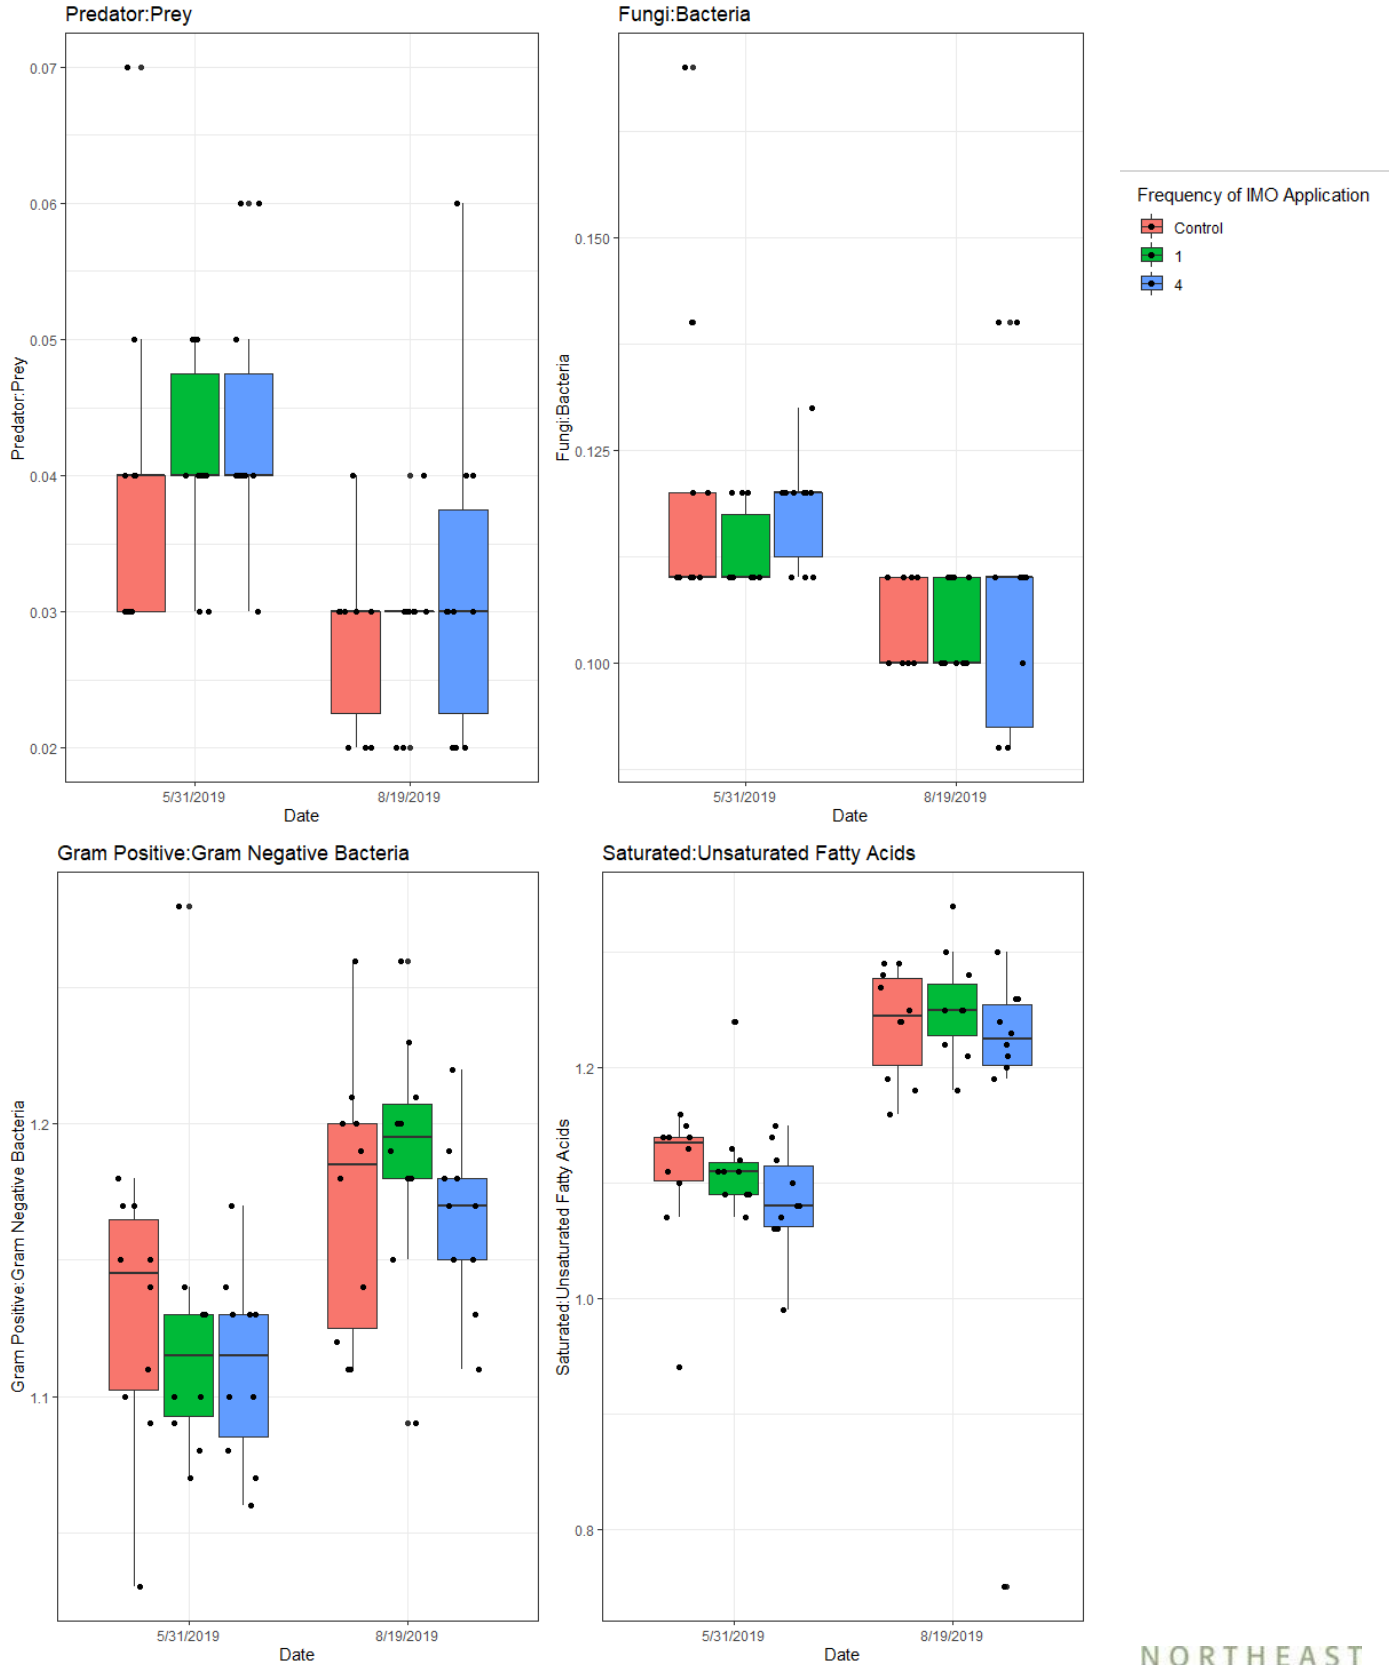 Predator:Prey
Predator:Prey
0.07
0.06
0.05
0.04
0.03
0.02
5/31/2019
8/19/2019
Date
Fungi:Bacteria
Fungi:Bacteria
0.150
0.125
0.100
5/31/2019
8/19/2019
Date
Frequency of IMO Application
Control
1
4
Gram Positive:Gram Negative Bacteria
Gram Positive:Gram Negative Bacteria
1.2
1.1
5/31/2019
8/19/2019
Date
Saturated:Unsaturated Fatty Acids
Saturated:Unsaturated Fatty Acids
1.2
1.0
0.8
5/31/2019
8/19/2019
Date
NORTHEAST